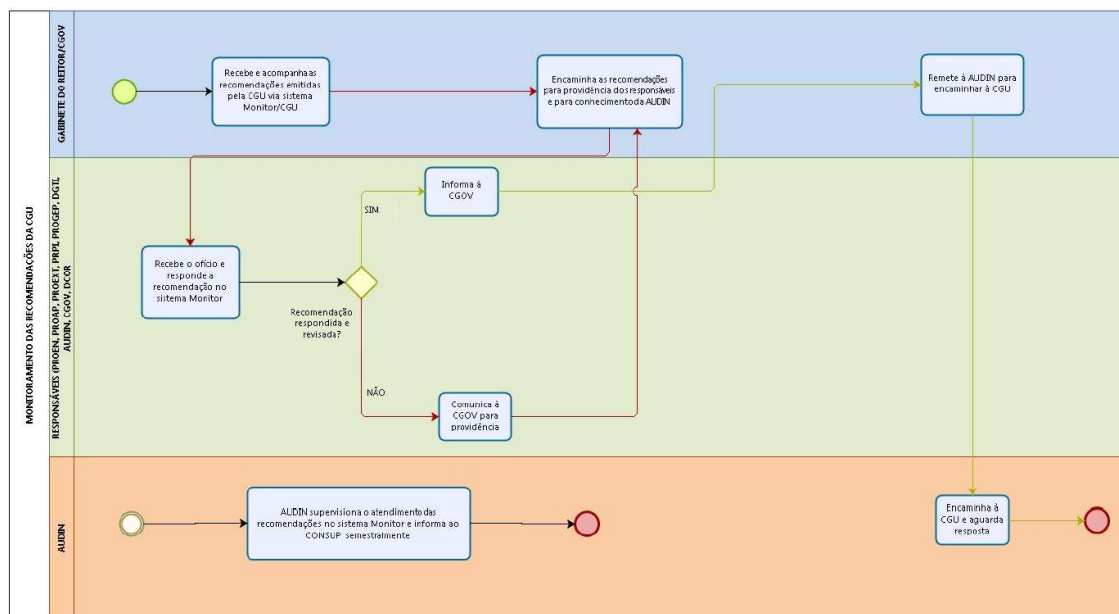 MONITORAMENTO DAS RECOMENDAÇÕES DA CGU
GABINETE DO REITOR/CGOV
Recebe e acompanha as
recomendações emitidas
pela CGU via sistema
Monitor/CGU
Encaminha as recomendações
para providência dos responsáveis
e para conhecimento da AUDIN
Remete à AUDIN para
encaminhar à CGU
RESPONSÁVEIS (PROEN, PROAP, PROEXT, PRPI, PROGEP, DGTI,
AUDIN, CGOV, DCOR
Informa à
CGOV
SIM
Recebe o ofício e
responde a
recomendação no
sistema Monitor
Recomendação
respondida e
revisada?
NÃO
Comunica à
CGOV para
providência
AUDIN
AUDIN supervisiona o atendimento das
recomendações no sistema Monitor e informa ao
CONSUP semestralmente
Encaminha à
CGU e aguarda
resposta